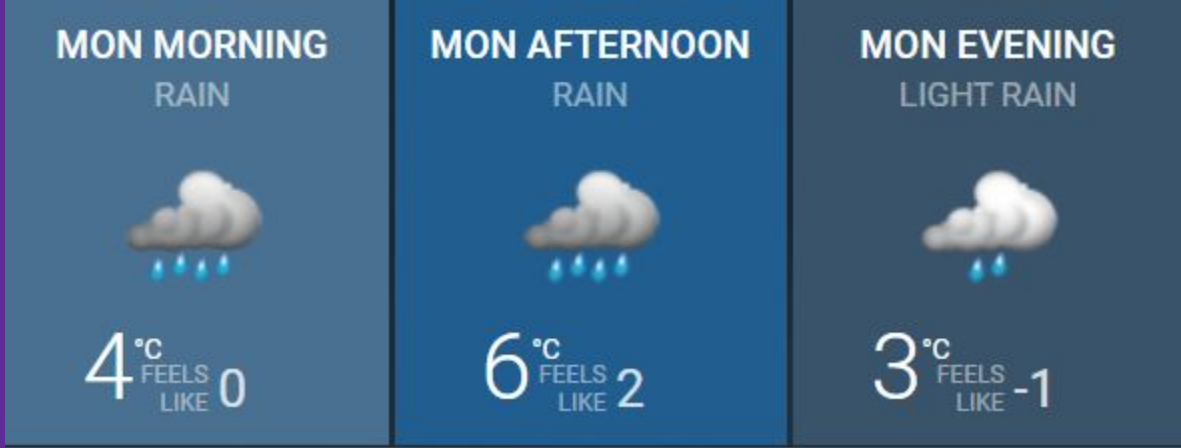 MON MORNING
RAIN
4 °C FEELS LIKE 0
MON AFTERNOON
RAIN
6 °C FEELS LIKE 2
MON EVENING
LIGHT RAIN
3 °C FEELS LIKE -1